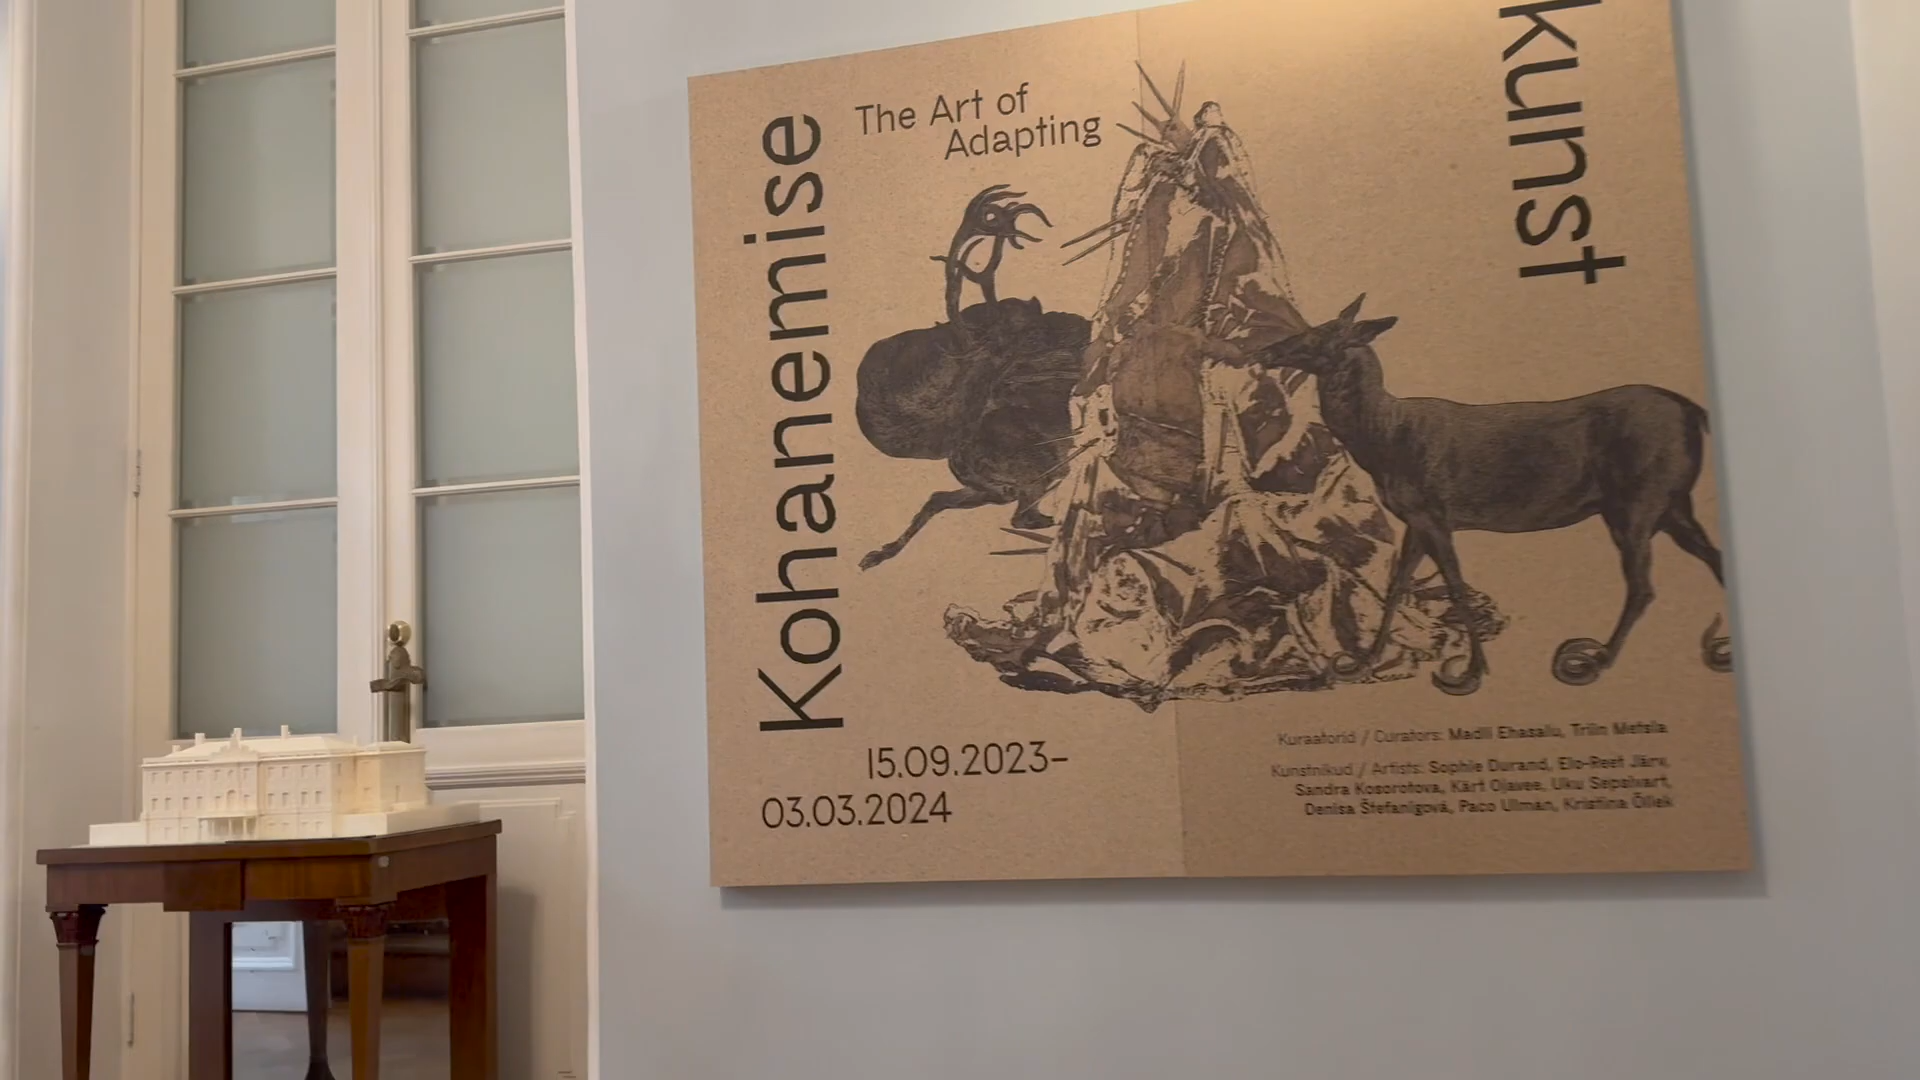 Kohanemise
kunst
The Art of
Adapting
15.09.2023–
03.03.2024
Kuraatorid / Curators: Madli Ehasalu, Triin Metsla
Kunstnikud / Artists: Sophie Durand, Elo-Reet Järv,
Sandra Kosorotova, Kärt Ojavee, Uku Sepsivart,
Denisa Štefanigová, Paco Ulman, Kristina Õllek